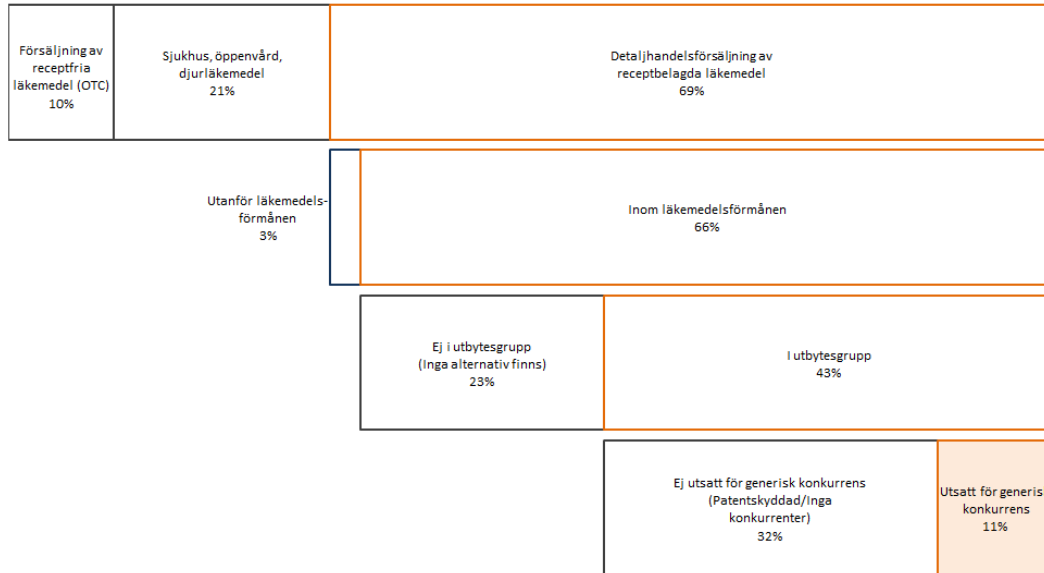 Försäljning av
receptfria
läkemedel (OTC)
10%
Sjukhus, öppenvård,
djurläkemedel
21%
Detaljhandelsförsäljning av
receptbelagda läkemedel
69%
Utanför läkemedels-
förmånen
3%
Inom läkemedelsförmånen
66%
Ej i utbytesgrupp
(Inga alternativ finns)
23%
I utbytesgrupp
43%
Ej utsatt för generisk konkurrens
(Patentskyddad/Inga
konkurrenter)
32%
Utsatt för generis
konkurrens
11%